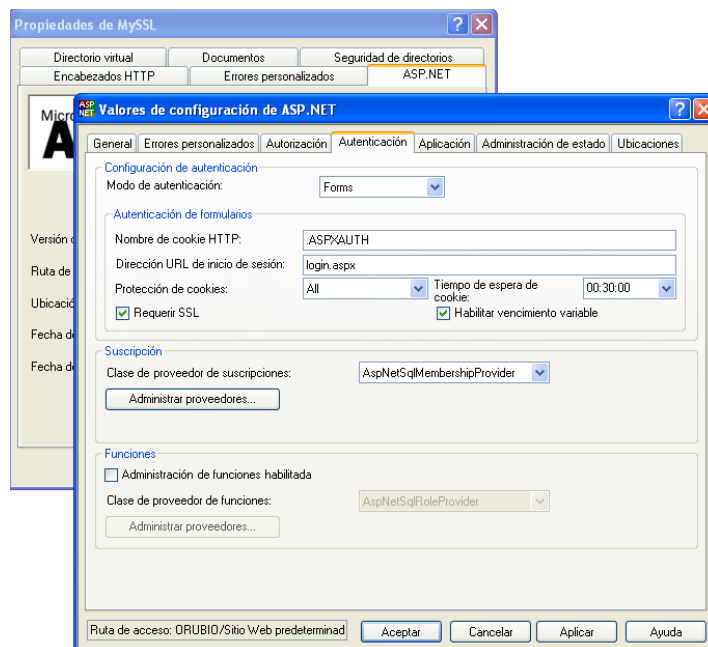 Propiedades de MySSL
Directorio virtual Documentos Seguridad de directorios
Encabezados HTTP Errores personalizados ASP.NET
Micro
A
Valores de configuración de ASP.NET
ASP
NET
General Errores personalizados Autorización Autenticación Aplicación Administración de estado Ubicaciones
Configuración de autenticación
Modo de autenticación: Forms
Autenticación de formularios
Nombre de cookie HTTP: .ASPXAUTH
Dirección URL de inicio de sesión: login.aspx
Protección de cookies: All Tiempo de espera de
cookie: 00:30:00
Requerir SSL Habilitar vencimiento variable
Suscripción
Clase de proveedor de suscripciones: AspNetSqlMembershipProvider
Administrar proveedores...
Funciones
Administración de funciones habilitada
Clase de proveedor de funciones: AspNetSqlRoleProvider
Administrar proveedores...
Versión
Ruta de
Ubicació
Fecha de
Fecha de
Ruta de acceso: ORUBIO/Sitio Web predeterminad Aceptar Cancelar Aplicar Ayuda